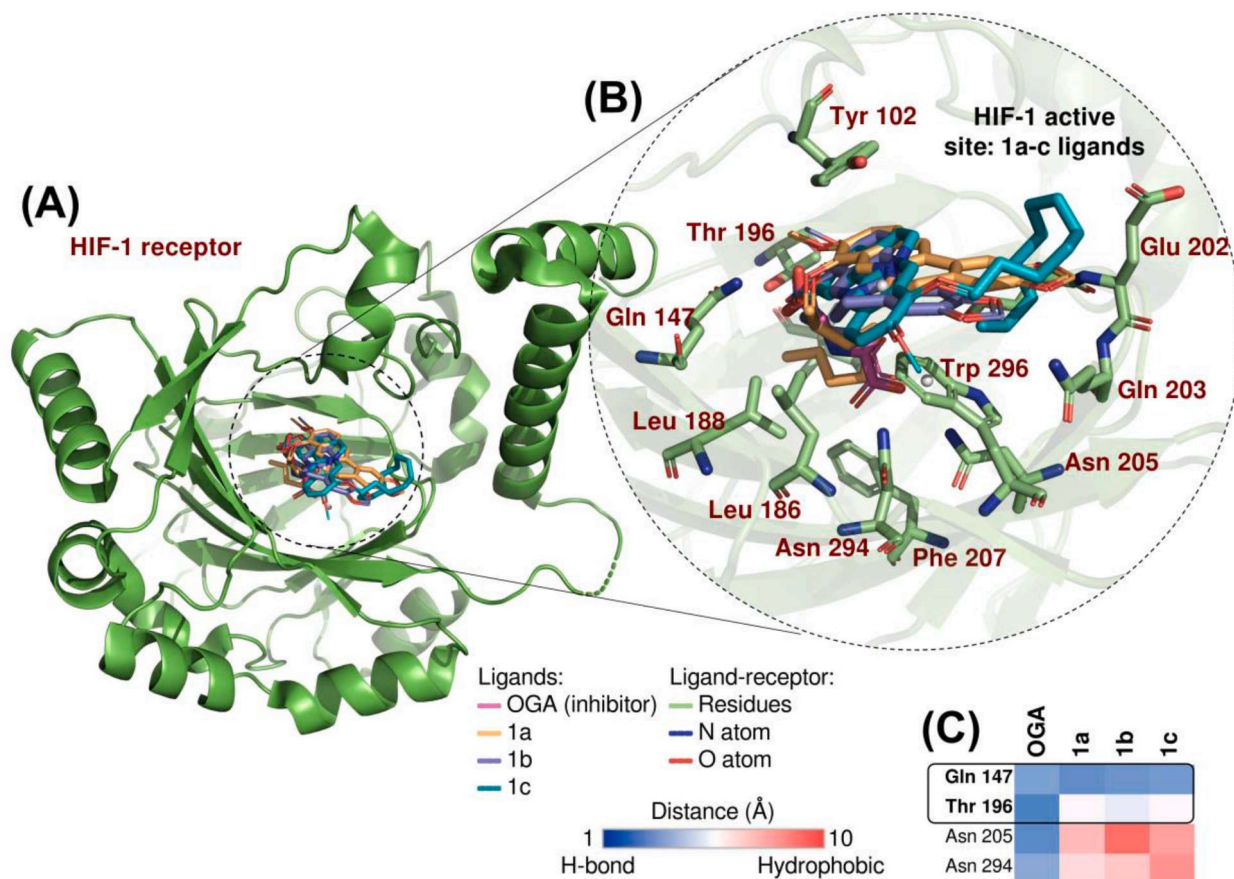 (A)
HIF-1 receptor
(B)
HIF-1 active
site: 1a-c ligands
Tyr 102
Thr 196
Glu 202
Gln 147
Trp 296
Gln 203
Leu 188
Asn 205
Leu 186
Asn 294
Phe 207
Ligands:
OGA (inhibitor)
1a
1b
1c
Ligand-receptor:
Residues
N atom
O atom
Distance (Å)
1
10
H-bond
Hydrophobic
(C)
OGA
1a
1b
1c
Gln 147
Thr 196
Asn 205
Asn 294